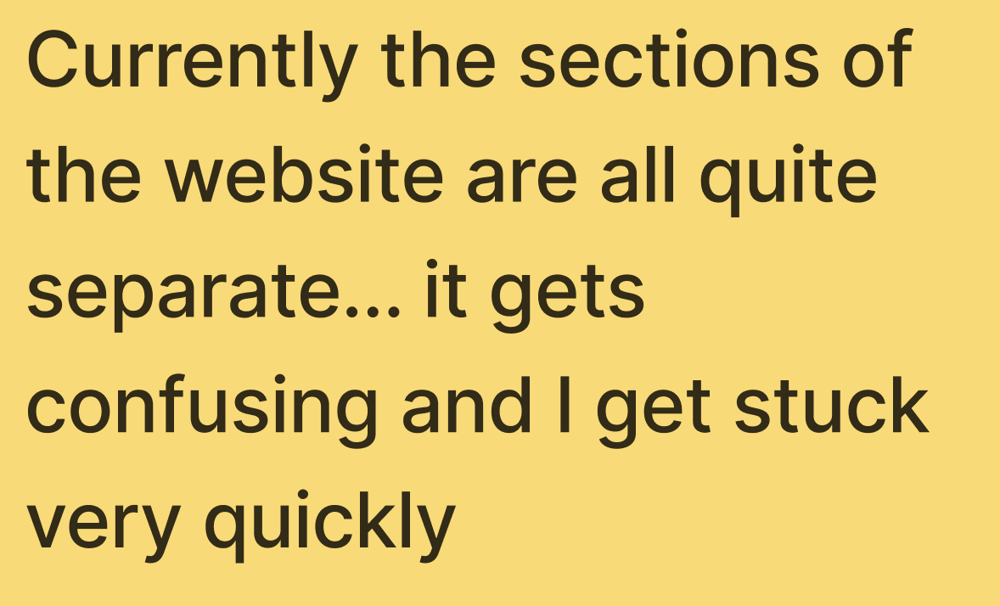 Currently the sections of
the website are all quite
separate... it gets
confusing and I get stuck
very quickly